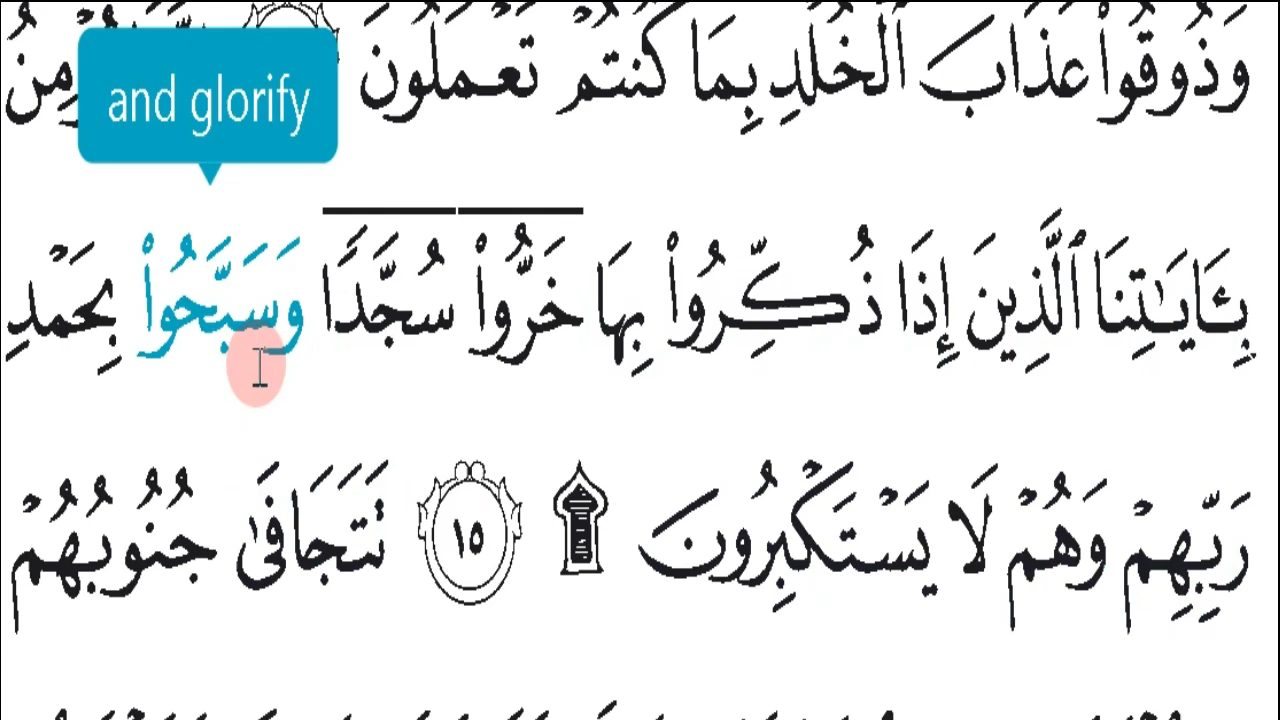 وَذُوقُوا۟ عَذَابَ ٱلْخُلْدِ بِمَا كُنتُمْ تَعْمَلُونَ
and glorify
بِـَٔايَـٰتِنَا ٱلَّذِينَ إِذَا ذُكِّرُوا۟ بِهَا خَرُّوا۟ سُجَّدًا وَسَبَّحُوا۟ بِحَمْدِ
رَبِّهِمْ وَهُمْ لَا يَسْتَكْبِرُونَ ۩ ١٥ تَتَجَافَىٰ جُنُوبُهُمْ